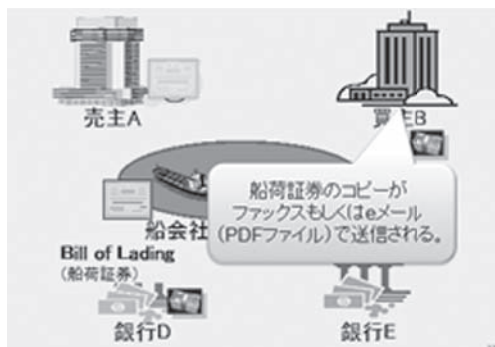 売主A
買主B
船荷証券のコピーが
ファックスもしくはeメール
（PDFファイル）で送信される。
船会社
Bill of Lading
（船荷証券）
銀行D
銀行E